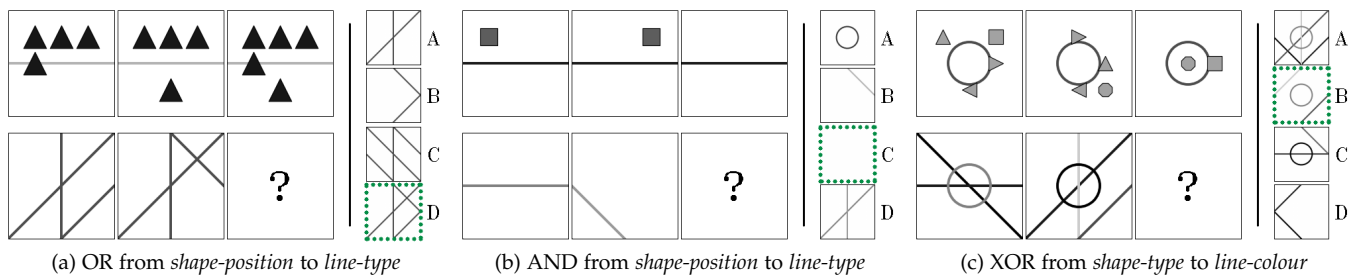 A
B
C
D
?
(a) OR from shape-position to line-type
A
B
C
D
?
(b) AND from shape-position to line-type
A
B
C
D
?
(c) XOR from shape-type to line-colour